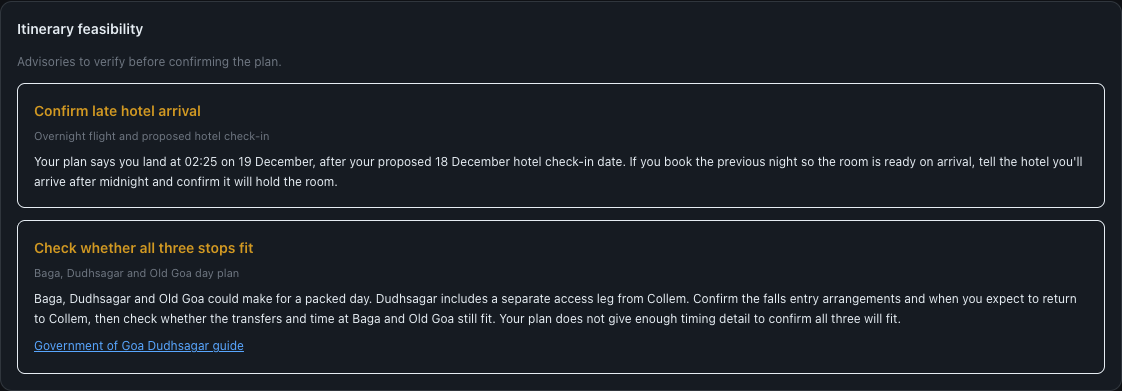 Itinerary feasibility
Advisories to verify before confirming the plan.
Confirm late hotel arrival
Overnight flight and proposed hotel check-in
Your plan says you land at 02:25 on 19 December, after your proposed 18 December hotel check-in date. If you book the previous night so the room is ready on arrival, tell the hotel you'll
arrive after midnight and confirm it will hold the room.
Check whether all three stops fit
Baga, Dudhsagar and Old Goa day plan
Baga, Dudhsagar and Old Goa could make for a packed day. Dudhsagar includes a separate access leg from Collem. Confirm the falls entry arrangements and when you expect to return
to Collem, then check whether the transfers and time at Baga and Old Goa still fit. Your plan does not give enough timing detail to confirm all three will fit.
Government of Goa Dudhsagar guide